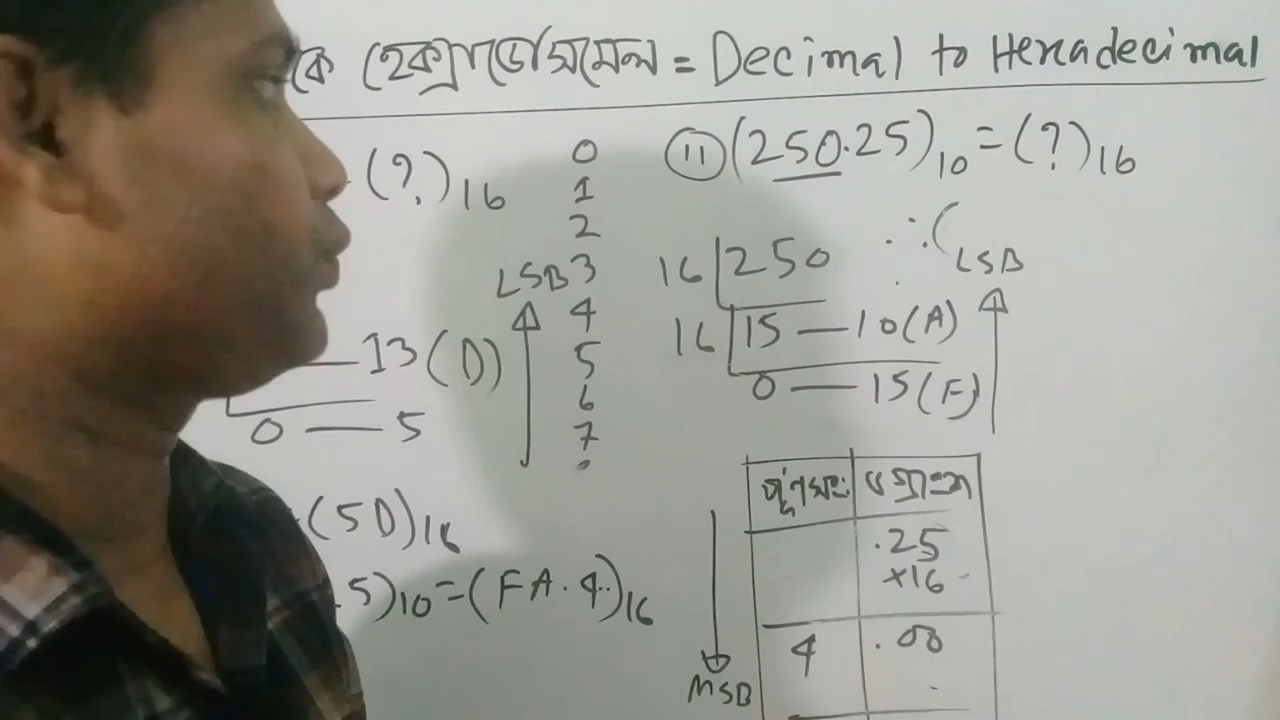 কে হেক্সাডেসিমেল = Decimal to Hexadecimal
(?)16
LSB
13 (D)
0 — 5
(5D)16
.5)10 = (FA.4)16
0
1
2
3
4
5
6
7
11 (250.25)10 = (?)16
∴ (
16 250
LSB
16 15 — 10 (A)
0 — 15 (F)
পূর্ণসং: ভগ্নাংশ
.25
×16
4 .00
MSB